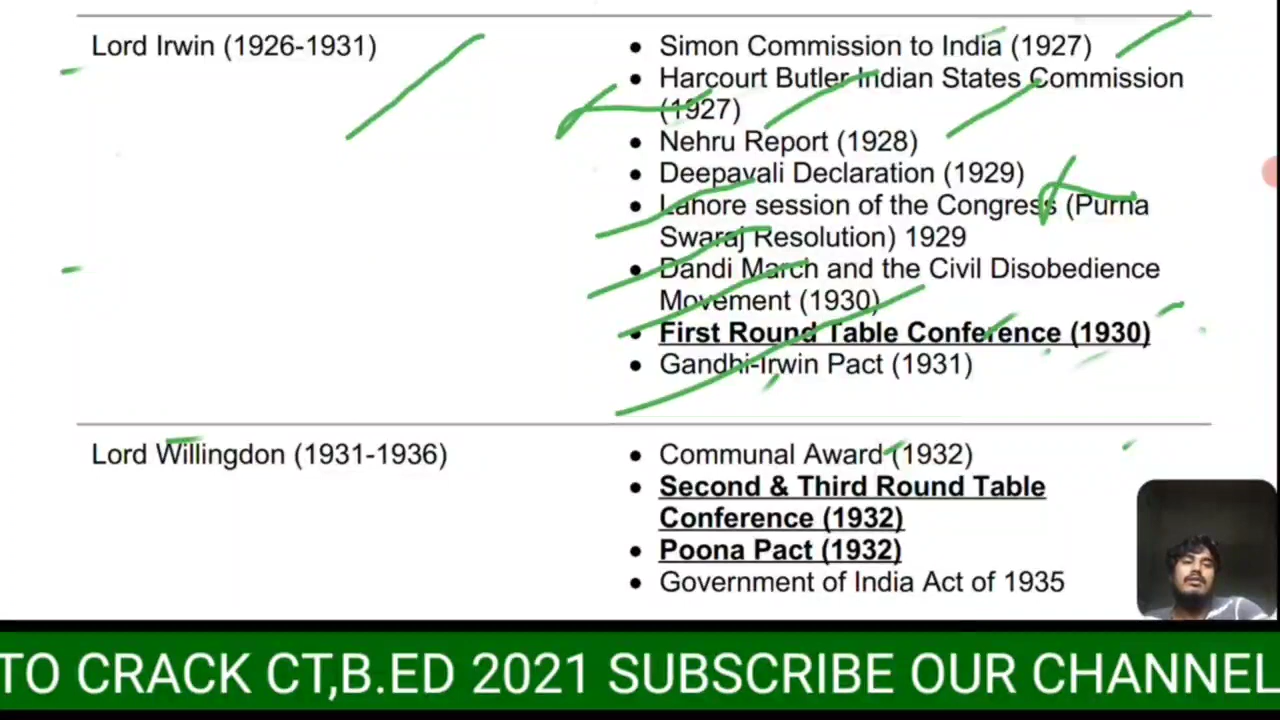 Lord Irwin (1926-1931)
• Simon Commission to India (1927)
• Harcourt Butler Indian States Commission
(1927)
• Nehru Report (1928)
• Deepavali Declaration (1929)
• Lahore session of the Congress (Purna
Swaraj Resolution) 1929
• Dandi March and the Civil Disobedience
Movement (1930)
• First Round Table Conference (1930)
• Gandhi-Irwin Pact (1931)
Lord Willingdon (1931-1936)
• Communal Award (1932)
• Second & Third Round Table
Conference (1932)
• Poona Pact (1932)
• Government of India Act of 1935
TO CRACK CT,B.ED 2021 SUBSCRIBE OUR CHANNEL